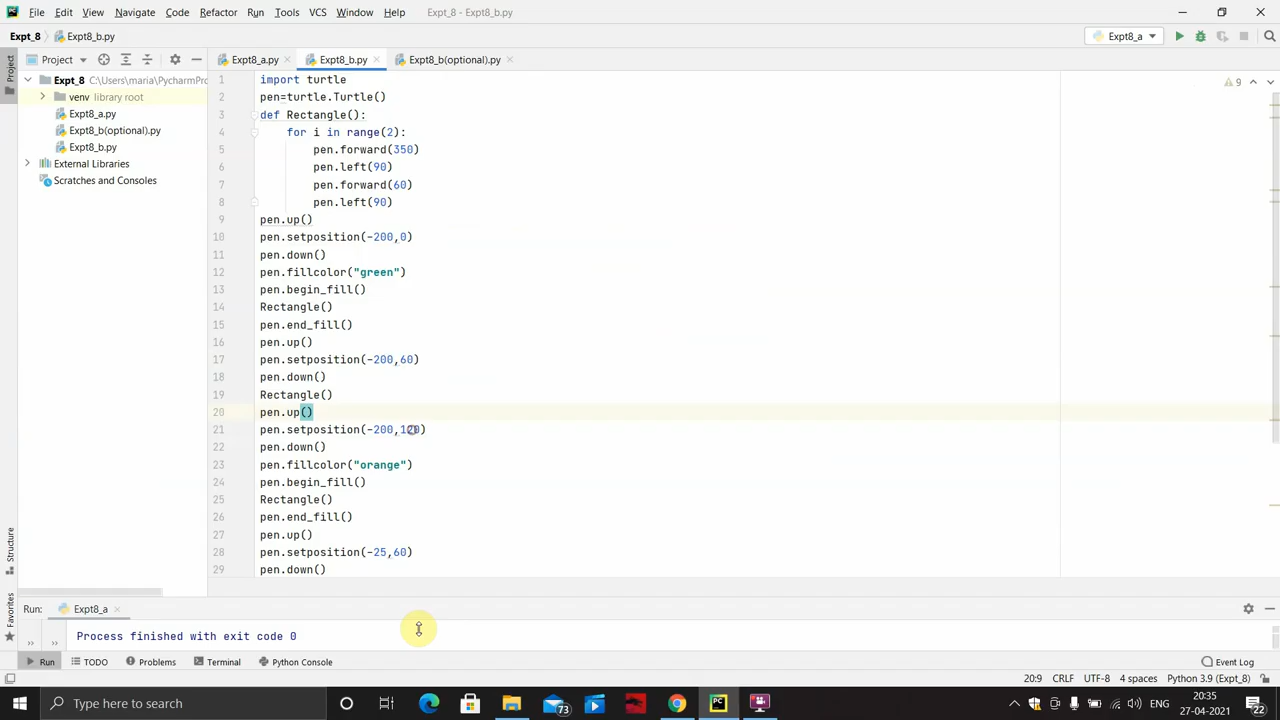 File Edit View Navigate Code Refactor Run Tools VCS Window Help Expt_8 - Expt8_b.py
Expt_8 Expt8_b.py Expt8_a
Project Expt8_a.py Expt8_b.py Expt8_b(optional).py
Project
Expt_8 C:\Users\maria\PycharmPro
venv library root
Expt8_a.py
Expt8_b(optional).py
Expt8_b.py
External Libraries
Scratches and Consoles
9
1 import turtle
2 pen=turtle.Turtle()
3 def Rectangle():
4 for i in range(2):
5 pen.forward(350)
6 pen.left(90)
7 pen.forward(60)
8 pen.left(90)
9 pen.up()
10 pen.setposition(-200,0)
11 pen.down()
12 pen.fillcolor("green")
13 pen.begin_fill()
14 Rectangle()
15 pen.end_fill()
16 pen.up()
17 pen.setposition(-200,60)
18 pen.down()
19 Rectangle()
20 pen.up()
21 pen.setposition(-200,120)
22 pen.down()
23 pen.fillcolor("orange")
24 pen.begin_fill()
25 Rectangle()
26 pen.end_fill()
27 pen.up()
28 pen.setposition(-25,60)
29 pen.down()
Structure
Favorites
Run: Expt8_a
Process finished with exit code 0
Run TODO Problems Terminal Python Console Event Log
20:9 CRLF UTF-8 4 spaces Python 3.9 (Expt_8)
Type here to search 73 ENG 20:35 27-04-2021 22